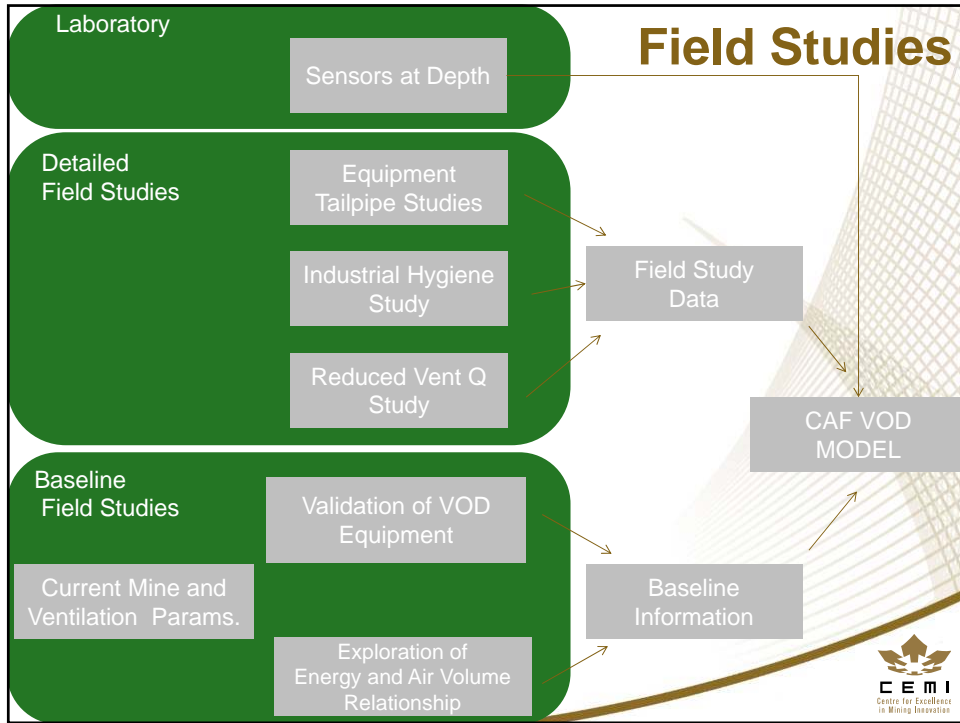 Laboratory
Field Studies
Sensors at Depth
Detailed
Field Studies
Equipment
Tailpipe Studies
Industrial Hygiene
Study
Reduced Vent Q
Study
Field Study
Data
CAF VOD
MODEL
Baseline
Field Studies
Validation of VOD
Equipment
Current Mine and
Ventilation Params.
Exploration of
Energy and Air Volume
Relationship
Baseline
Information
CEMI
Centre for Excellence
in Mining Innovation